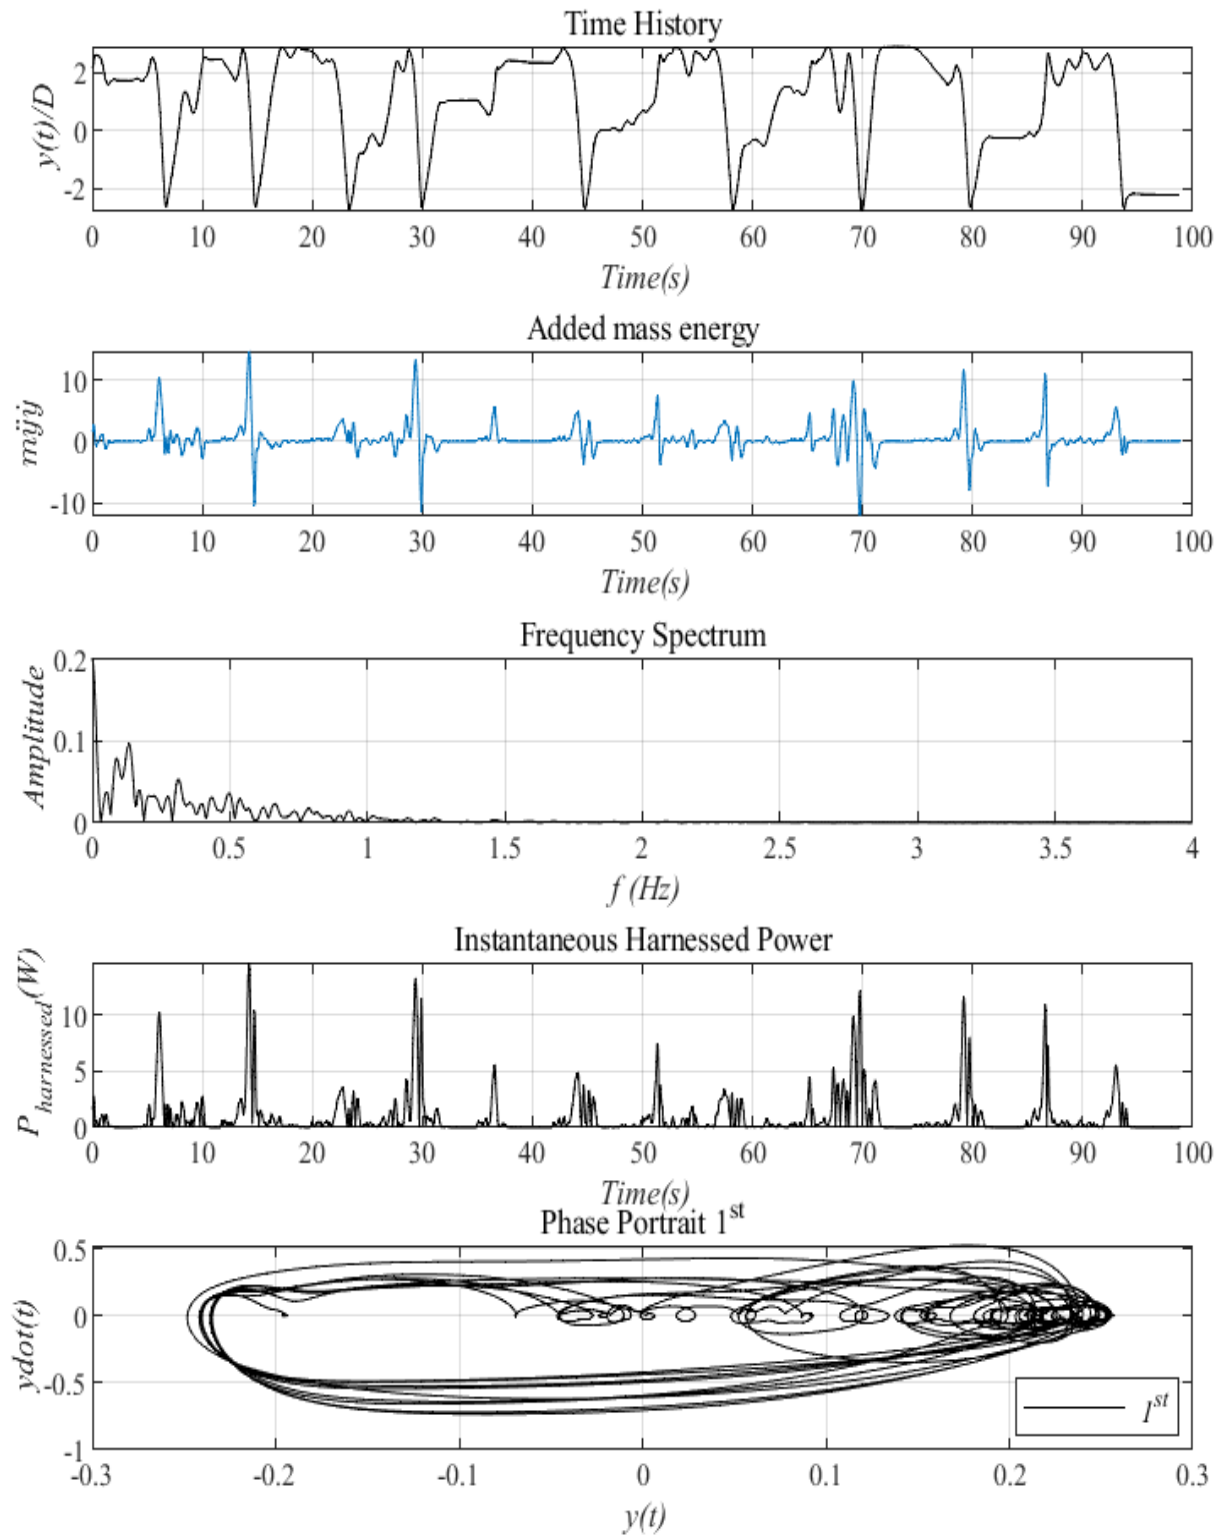 Time History
y(t)/D
2
0
-2
0 10 20 30 40 50 60 70 80 90 100
Time(s)
Added mass energy
mÿẏ
10
0
-10
0 10 20 30 40 50 60 70 80 90 100
Time(s)
Frequency Spectrum
Amplitude
0.2
0.1
0
0 0.5 1 1.5 2 2.5 3 3.5 4
f (Hz)
Instantaneous Harnessed Power
P harnessed (W)
10
5
0
0 10 20 30 40 50 60 70 80 90 100
Time(s)
Phase Portrait 1st
ydot(t)
0.5
0
-0.5
-1
1st
-0.3 -0.2 -0.1 0 0.1 0.2 0.3
y(t)